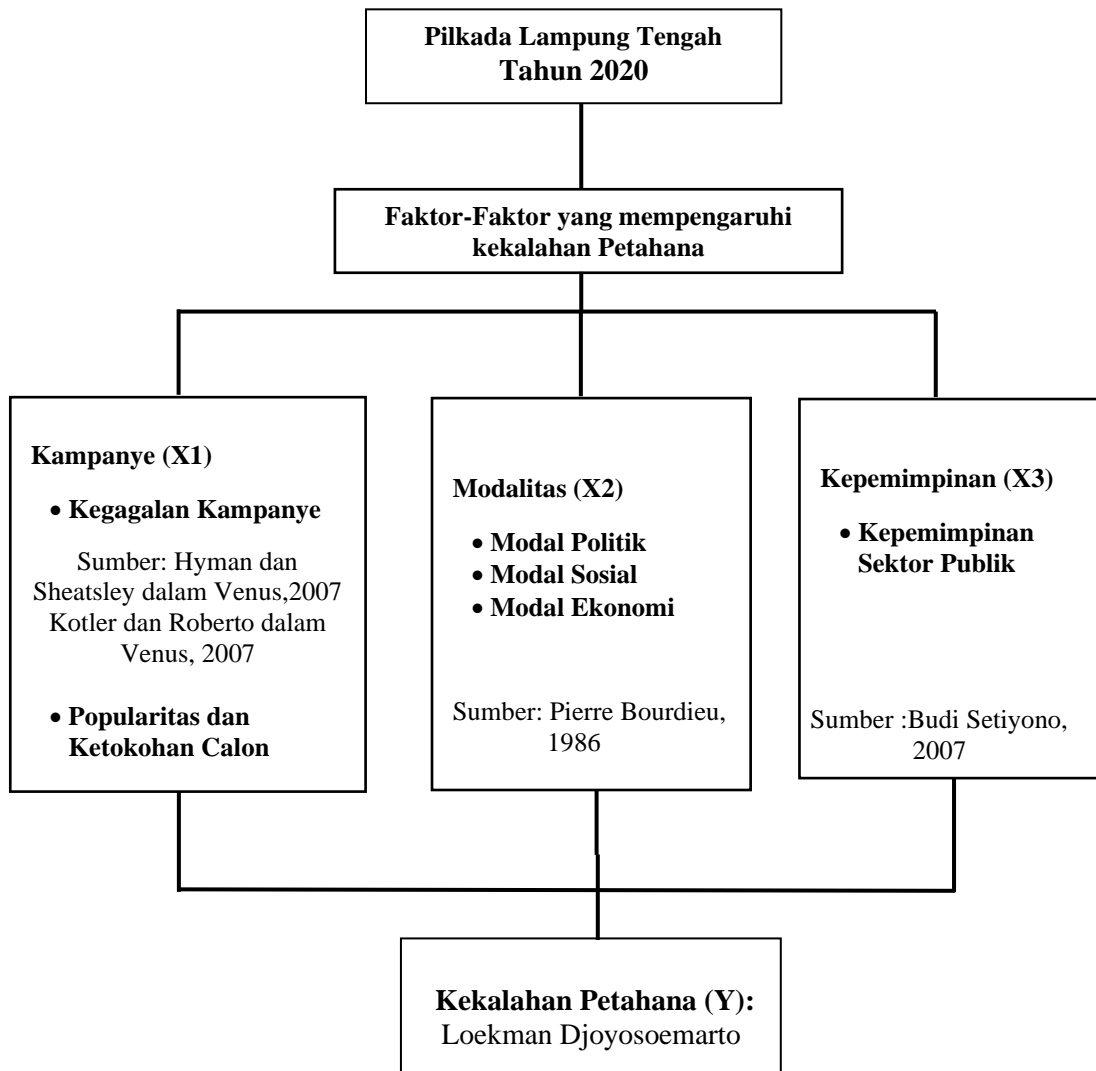 Pilkada Lampung Tengah
Tahun 2020
Faktor-Faktor yang mempengaruhi
kekalahan Petahana
Kampanye (X1)
• Kegagalan Kampanye
Sumber: Hyman dan
Sheatsley dalam Venus,2007
Kotler dan Roberto dalam
Venus, 2007
• Popularitas dan
Ketokohan Calon
Modalitas (X2)
• Modal Politik
• Modal Sosial
• Modal Ekonomi
Sumber: Pierre Bourdieu,
1986
Kepemimpinan (X3)
• Kepemimpinan
Sektor Publik
Sumber :Budi Setiyono,
2007
Kekalahan Petahana (Y):
Loekman Djoyosoemarto